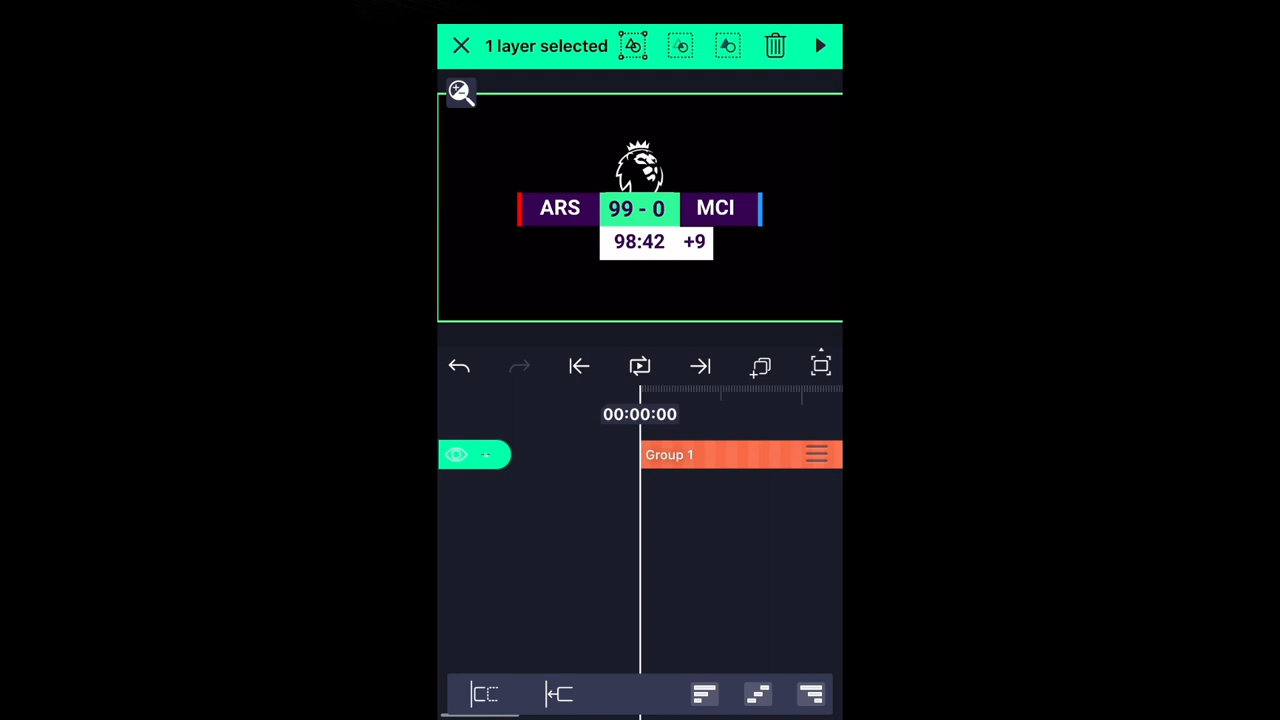 1 layer selected
ARS 99 - 0 MCI
98:42 +9
00:00:00
Group 1